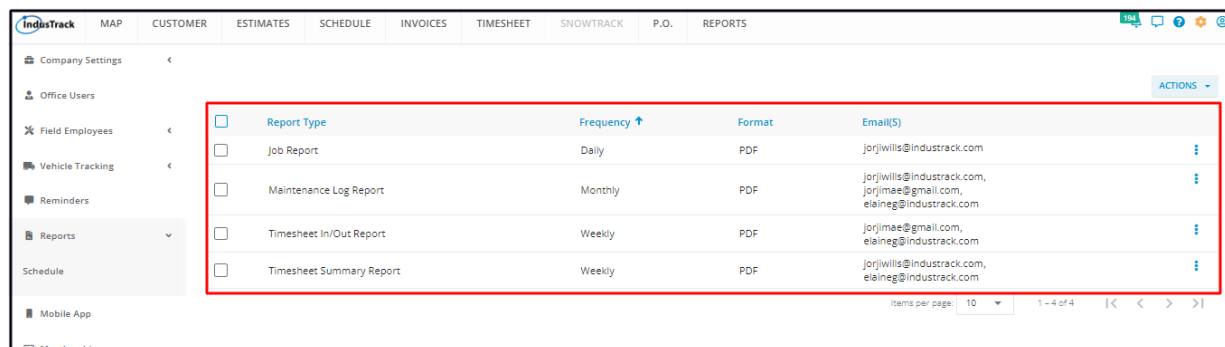 IndusTrack MAP CUSTOMER ESTIMATES SCHEDULE INVOICES TIMESHEET SNOWTRACK P.O. REPORTS 194
Company Settings
Office Users
Field Employees
Vehicle Tracking
Reminders
Reports
Schedule
Mobile App
ACTIONS
Report Type Frequency Format Email(S)
Job Report Daily PDF jorjiwills@industrack.com
Maintenance Log Report Monthly PDF jorjiwills@industrack.com,
jorjimae@gmail.com,
elaineg@industrack.com
Timesheet In/Out Report Weekly PDF jorjimae@gmail.com,
elaineg@industrack.com
Timesheet Summary Report Weekly PDF jorjiwills@industrack.com,
elaineg@industrack.com
Items per page: 10 1 – 4 of 4